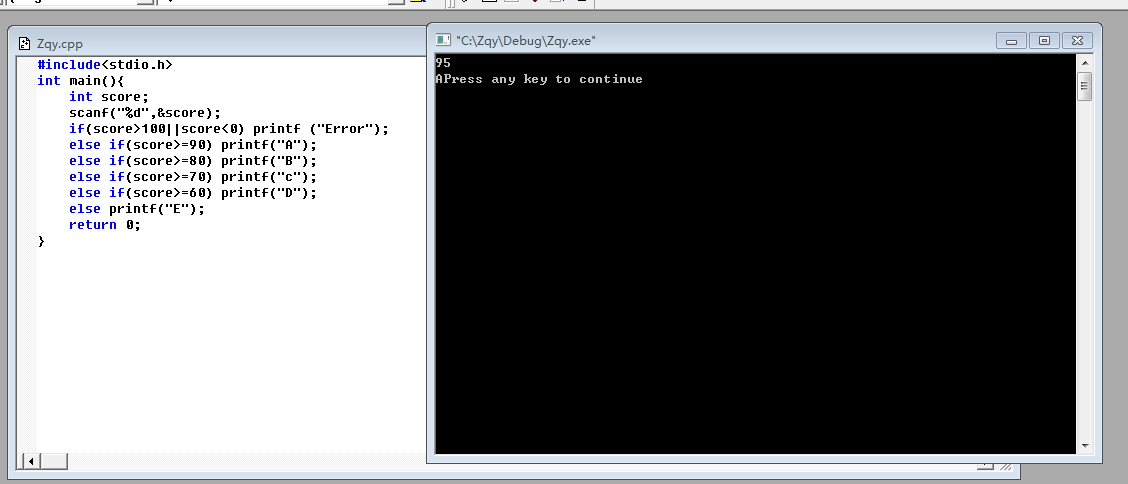 Zqy.cpp
#include<stdio.h>
int main(){
    int score;
    scanf("%d",&score);
    if(score>100||score<0) printf ("Error");
    else if(score>=90) printf("A");
    else if(score>=80) printf("B");
    else if(score>=70) printf("c");
    else if(score>=60) printf("D");
    else printf("E");
    return 0;
}
"C:\Zqy\Debug\Zqy.exe"
95
APress any key to continue